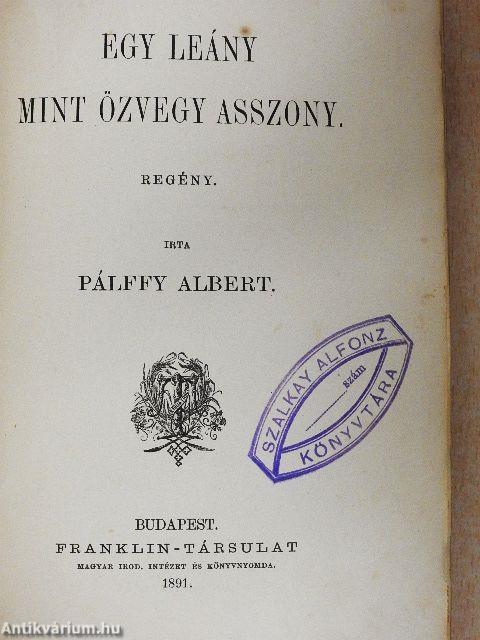 EGY LEÁNY
MINT ÖZVEGY ASSZONY.
REGÉNY.
IRTA
PÁLFFY ALBERT.
SZALKAY ALFONZ
szám
KÖNYVTÁRA
BUDAPEST.
FRANKLIN-TÁRSULAT
MAGYAR IROD. INTÉZET ÉS KÖNYVNYOMDA.
1891.
Antikvárium.hu